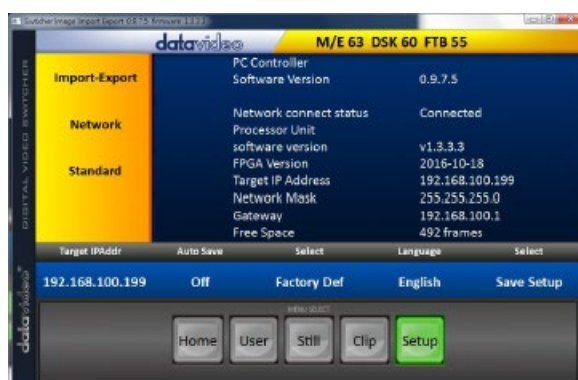 Switcher Image Import Export 0.9.7.5 firmware 1.3.3.3
datavideo
M/E 63 DSK 60 FTB 55
DIGITAL VIDEO SWITCHER
Import-Export
Network
Standard
PC Controller
Software Version 0.9.7.5
Network connect status Connected
Processor Unit
software version v1.3.3.3
FPGA Version 2016-10-18
Target IP Address 192.168.100.199
Network Mask 255.255.255.0
Gateway 192.168.100.1
Free Space 492 frames
Target IPAddr Auto Save Select Language Select
192.168.100.199 Off Factory Def English Save Setup
datavideo
MENU SELECT
Home User Still Clip Setup